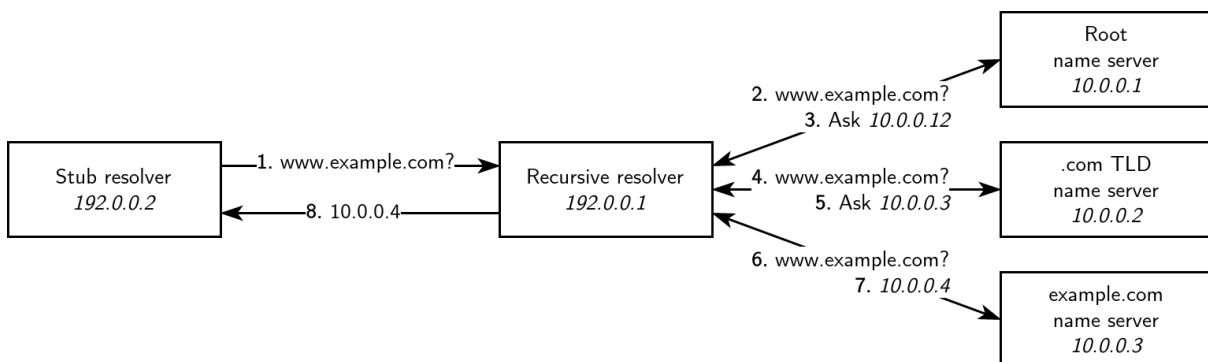 Root
name server
10.0.0.1
2. www.example.com?
3. Ask 10.0.0.12
Stub resolver
192.0.0.2
1. www.example.com?
8. 10.0.0.4
Recursive resolver
192.0.0.1
4. www.example.com?
5. Ask 10.0.0.3
.com TLD
name server
10.0.0.2
6. www.example.com?
7. 10.0.0.4
example.com
name server
10.0.0.3